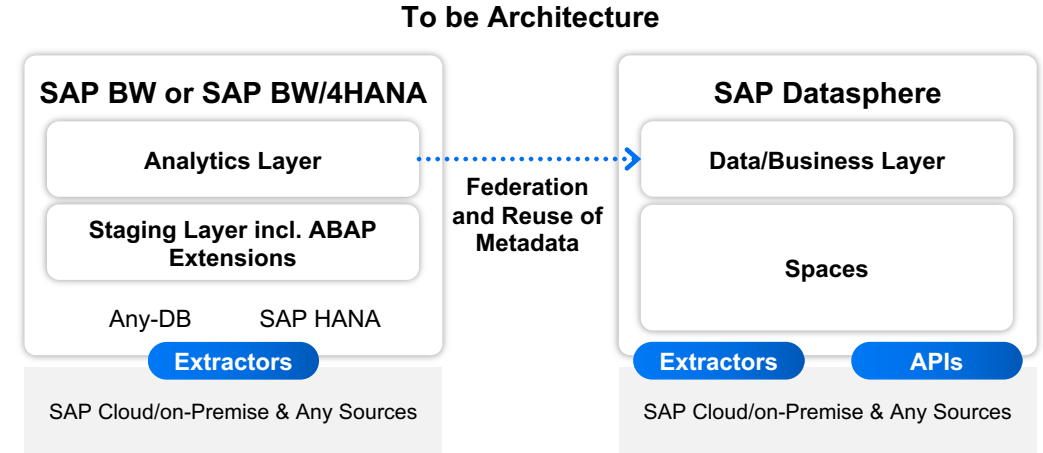 To be Architecture
SAP BW or SAP BW/4HANA
Analytics Layer
Staging Layer incl. ABAP
Extensions
Any-DB SAP HANA
Extractors
SAP Cloud/on-Premise & Any Sources
Federation
and Reuse of
Metadata
SAP Datasphere
Data/Business Layer
Spaces
Extractors APIs
SAP Cloud/on-Premise & Any Sources